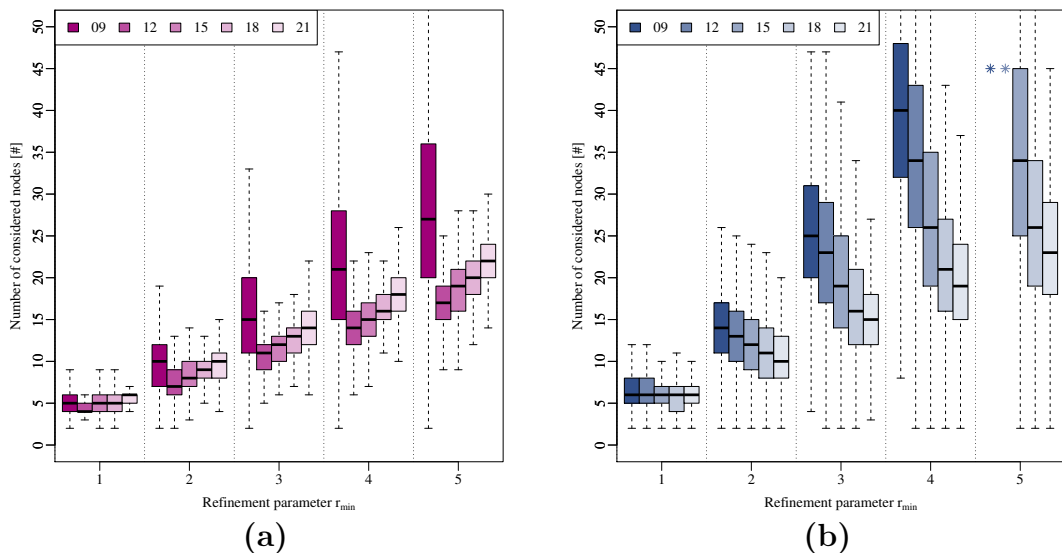 09 12 15 18 21
Number of considered nodes [#]
0 5 10 15 20 25 30 35 40 45 50
1 2 3 4 5
Refinement parameter r_min
(a)
09 12 15 18 21
Number of considered nodes [#]
0 5 10 15 20 25 30 35 40 45 50
* *
1 2 3 4 5
Refinement parameter r_min
(b)